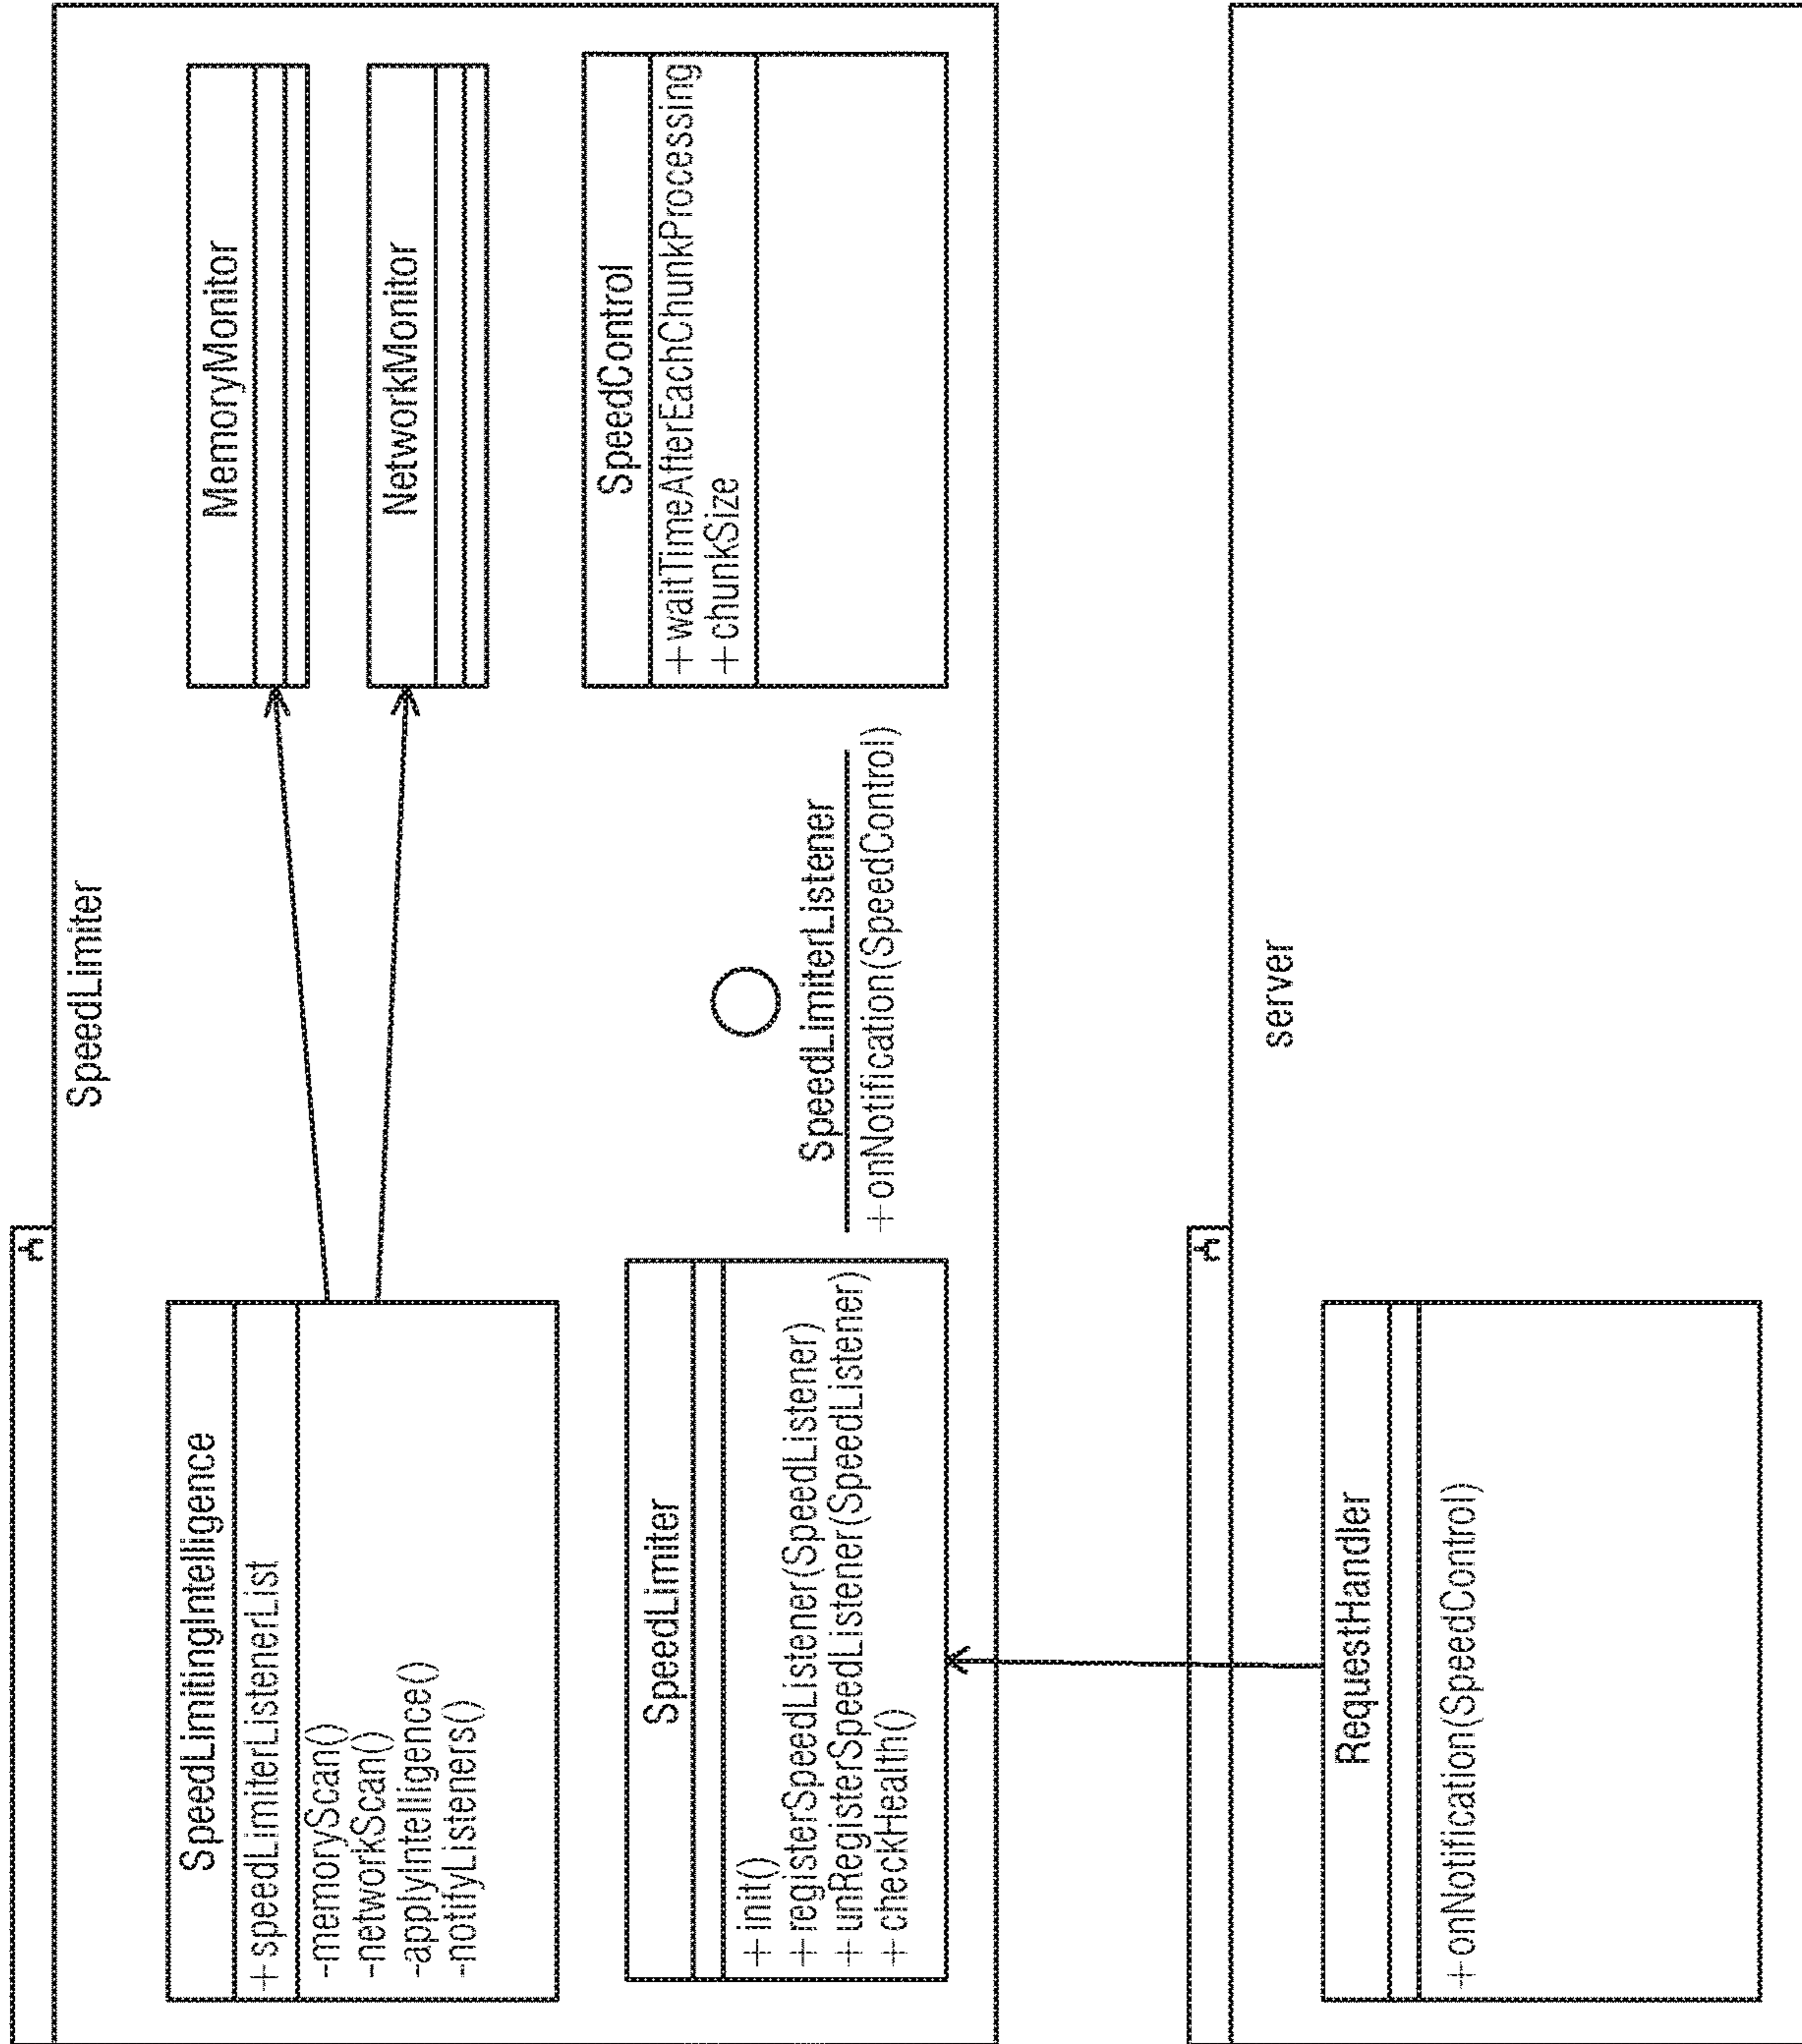 SpeedLimiter
SpeedLimitingIntelligence
+ speedLimiterListenerList
-memoryScan()
-networkScan()
-applyIntelligence()
-notifyListeners()
MemoryMonitor
NetworkMonitor
SpeedLimiter
+ init()
+ registerSpeedListener(SpeedListener)
+ unRegisterSpeedListener(SpeedListener)
+ checkHealth()
SpeedLimiterListener
+ onNotification(SpeedControl)
SpeedControl
+ waitTimeAfterEachChunkProcessing
+ chunkSize
server
RequestHandler
+ onNotification(SpeedControl)